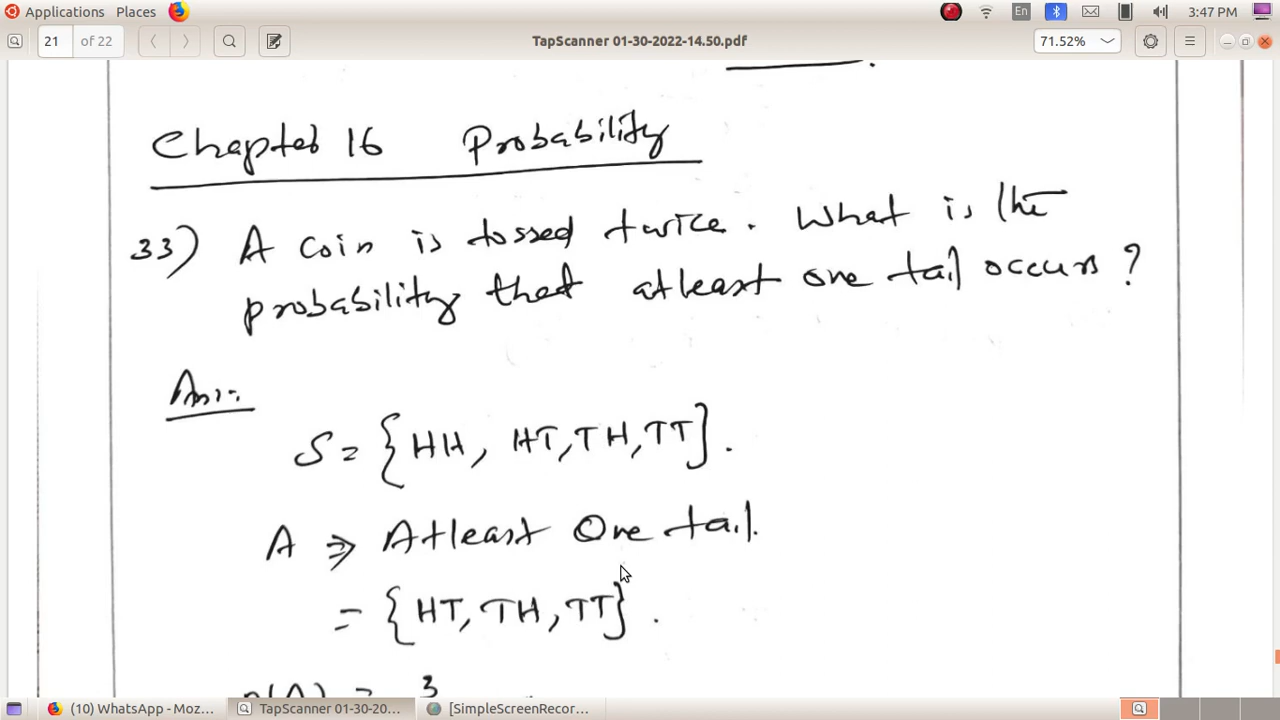 Applications Places En 3:47 PM
21 of 22 TapScanner 01-30-2022-14.50.pdf 71.52%
Chapter 16 Probability
33) A coin is tossed twice. What is the
probability that atleast one tail occurs?
Ans:
S = {HH, HT, TH, TT}.
A ⇒ Atleast One tail.
= {HT, TH, TT}.
(10) WhatsApp - Moz... TapScanner 01-30-20... [SimpleScreenRecor...